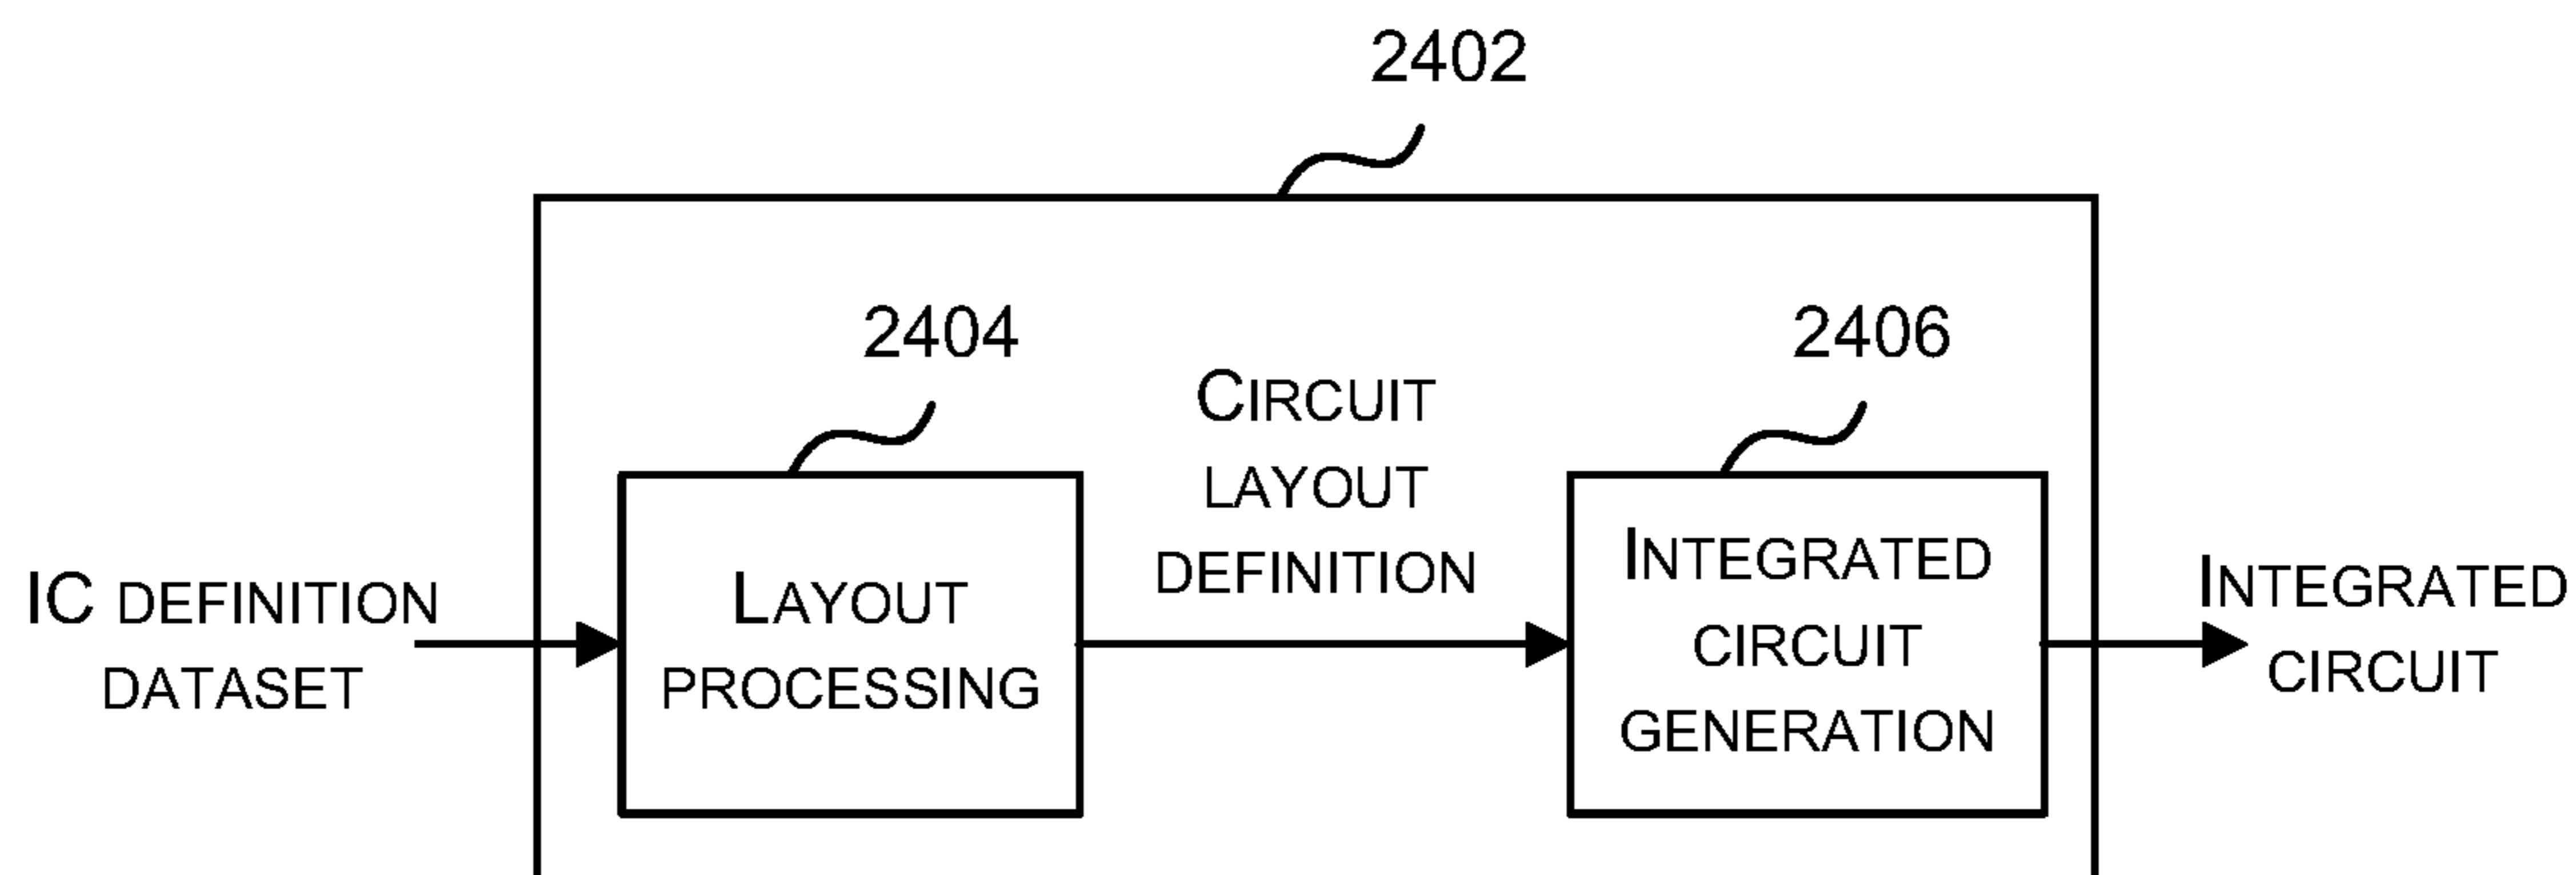 2402
2404
2406
CIRCUIT
LAYOUT
DEFINITION
IC DEFINITION
DATASET
LAYOUT
PROCESSING
INTEGRATED
CIRCUIT
GENERATION
INTEGRATED
CIRCUIT